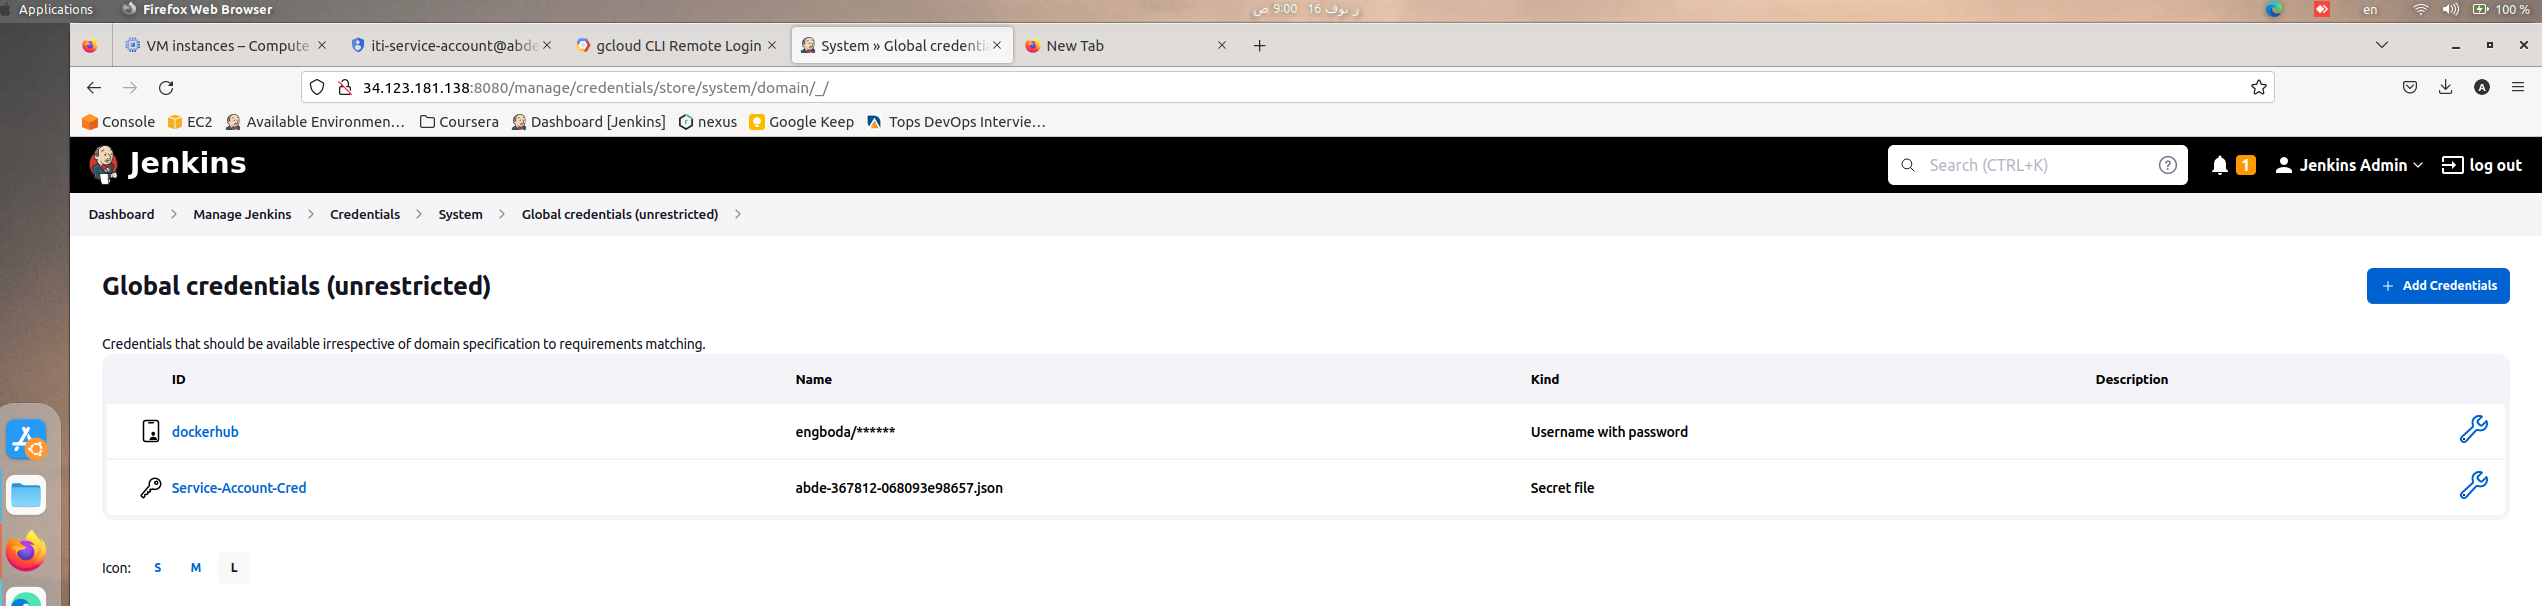 Applications Firefox Web Browser ر نوف 16 9:00 ص en 100 %
VM instances – Compute iti-service-account@abde gcloud CLI Remote Login System » Global credentia New Tab
34.123.181.138:8080/manage/credentials/store/system/domain/_/ A
Console EC2 Available Environmen… Coursera Dashboard [Jenkins] nexus Google Keep Tops DevOps Intervie…
Jenkins Search (CTRL+K) ? 1 Jenkins Admin log out
Dashboard Manage Jenkins Credentials System Global credentials (unrestricted)
Global credentials (unrestricted) + Add Credentials
Credentials that should be available irrespective of domain specification to requirements matching.
ID Name Kind Description
dockerhub engboda/****** Username with password
Service-Account-Cred abde-367812-068093e98657.json Secret file
Icon: S M L